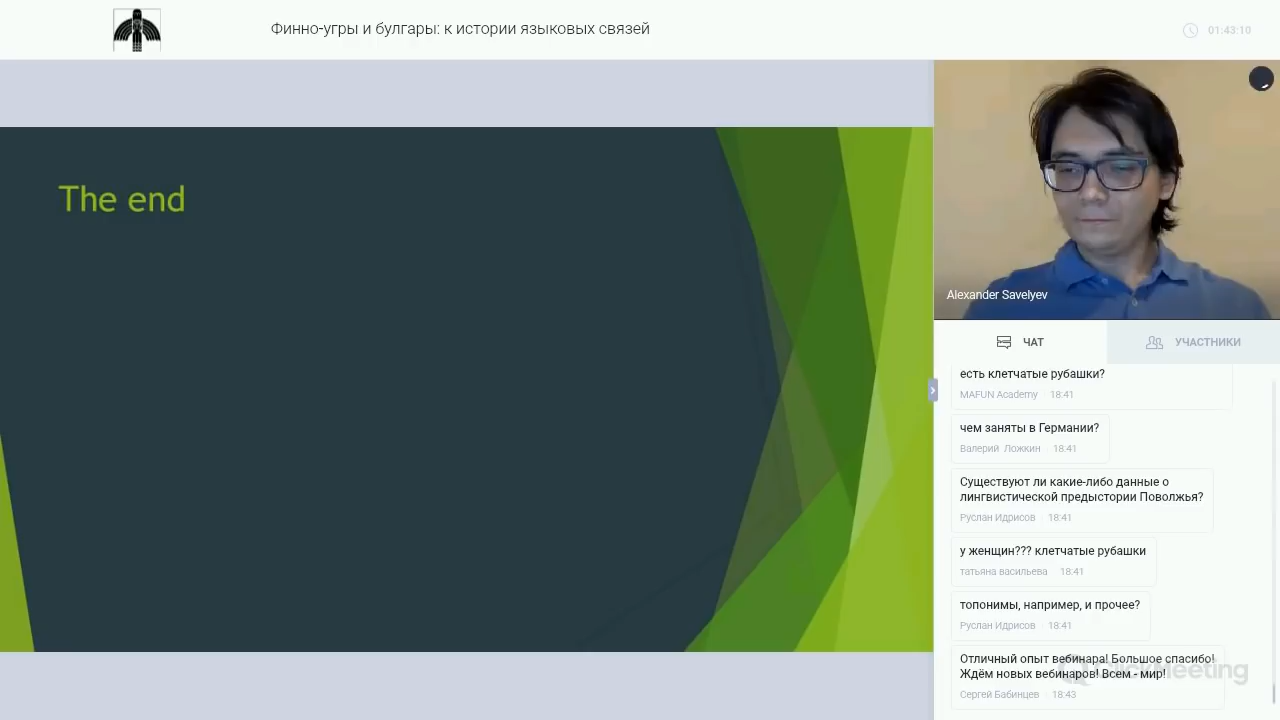 Финно-угры и булгары: к истории языковых связей
01:43:10
The end
Alexander Savelyev
ЧАТ
УЧАСТНИКИ
есть клетчатые рубашки?
MAFUN Academy 18:41
чем заняты в Германии?
Валерий Ложкин 18:41
Существуют ли какие-либо данные о
лингвистической предыстории Поволжья?
Руслан Идрисов 18:41
у женщин??? клетчатые рубашки
татьяна васильева 18:41
топонимы, например, и прочее?
Руслан Идрисов 18:41
Отличный опыт вебинара! Большое спасибо!
Ждём новых вебинаров! Всем - мир!
Сергей Бабинцев 18:43
ClickMeeting